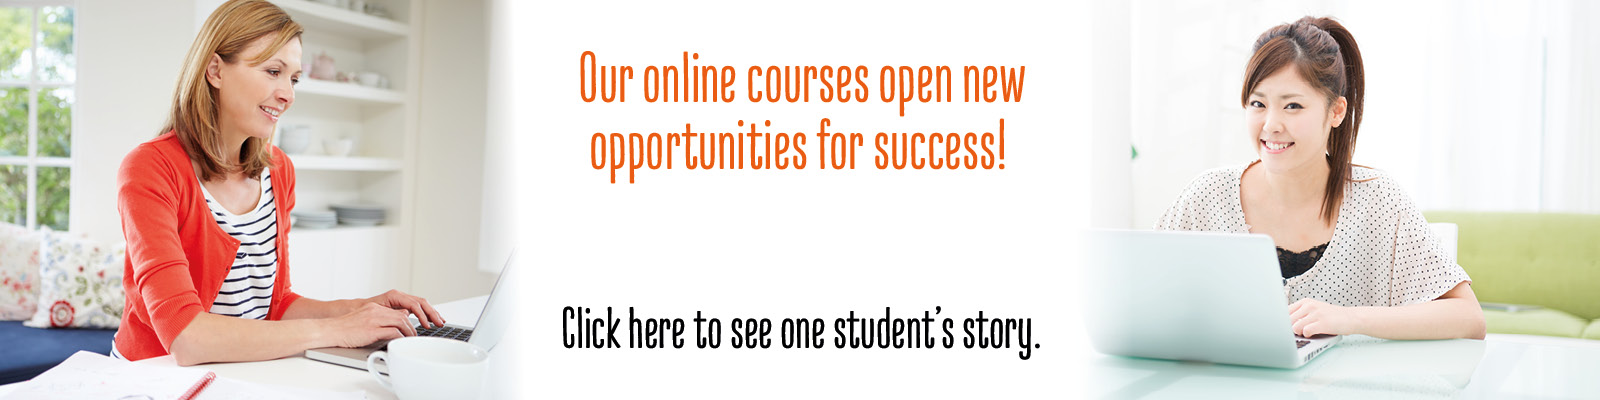 Our online courses open new
opportunities for success!
Click here to see one student's story.